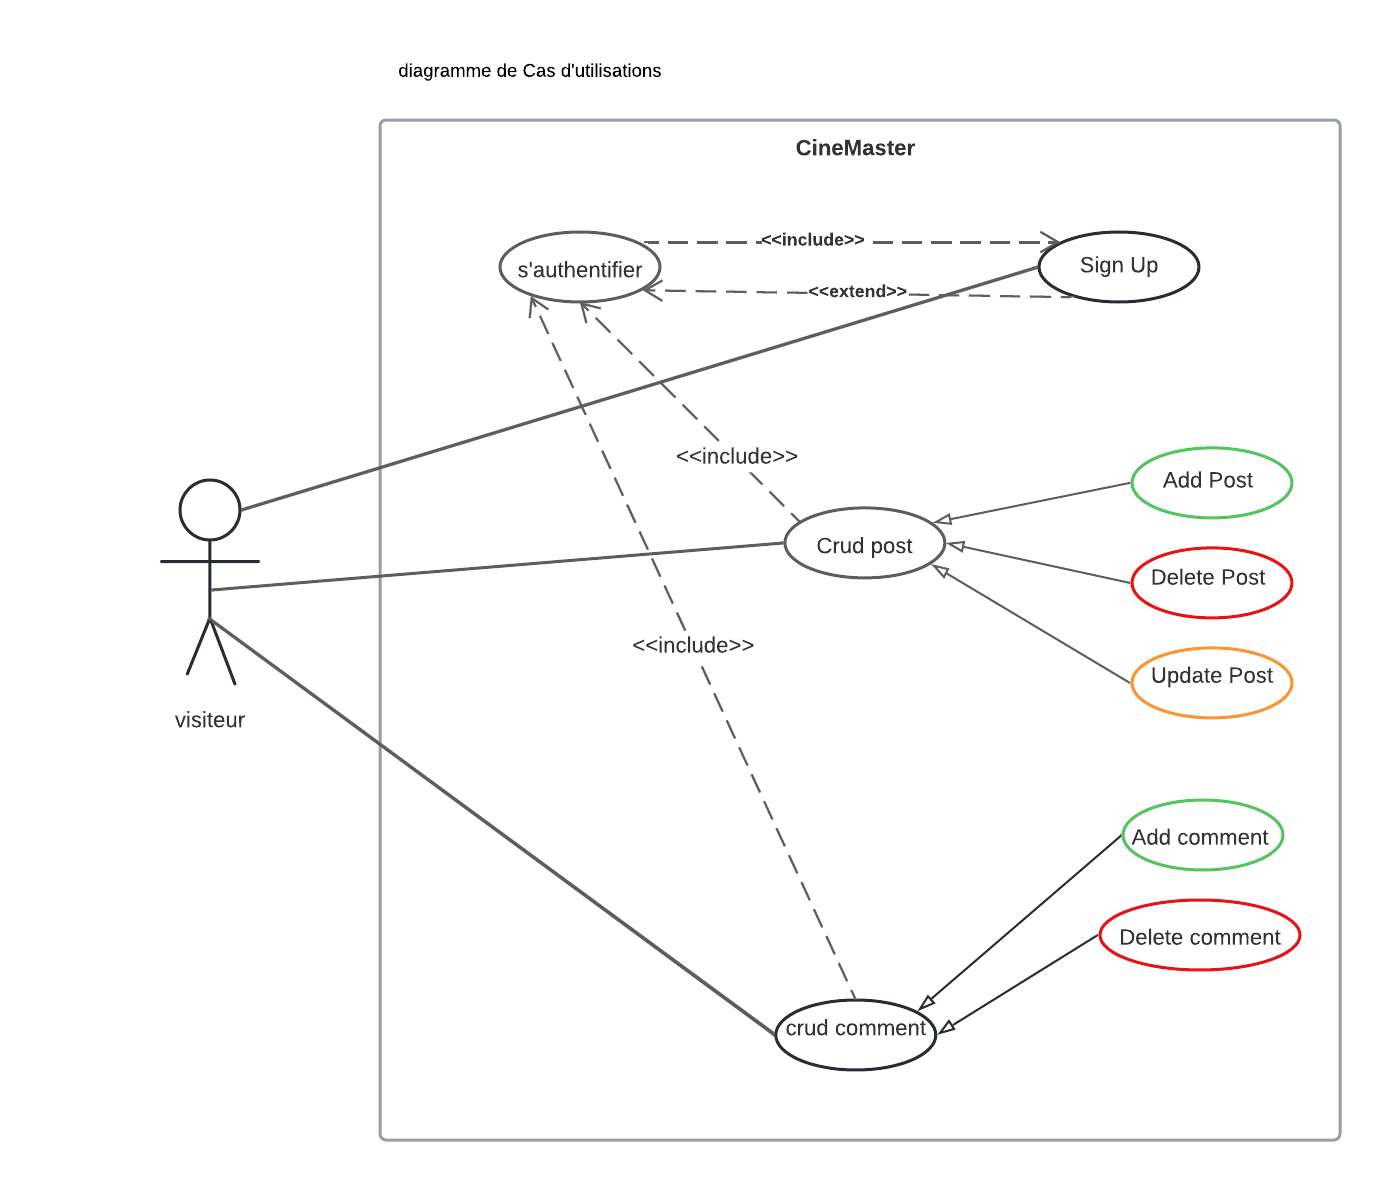 diagramme de Cas d'utilisations
CineMaster
s'authentifier
<<include>>
Sign Up
<<extend>>
<<include>>
Add Post
Crud post
Delete Post
<<include>>
Update Post
visiteur
Add comment
Delete comment
crud comment